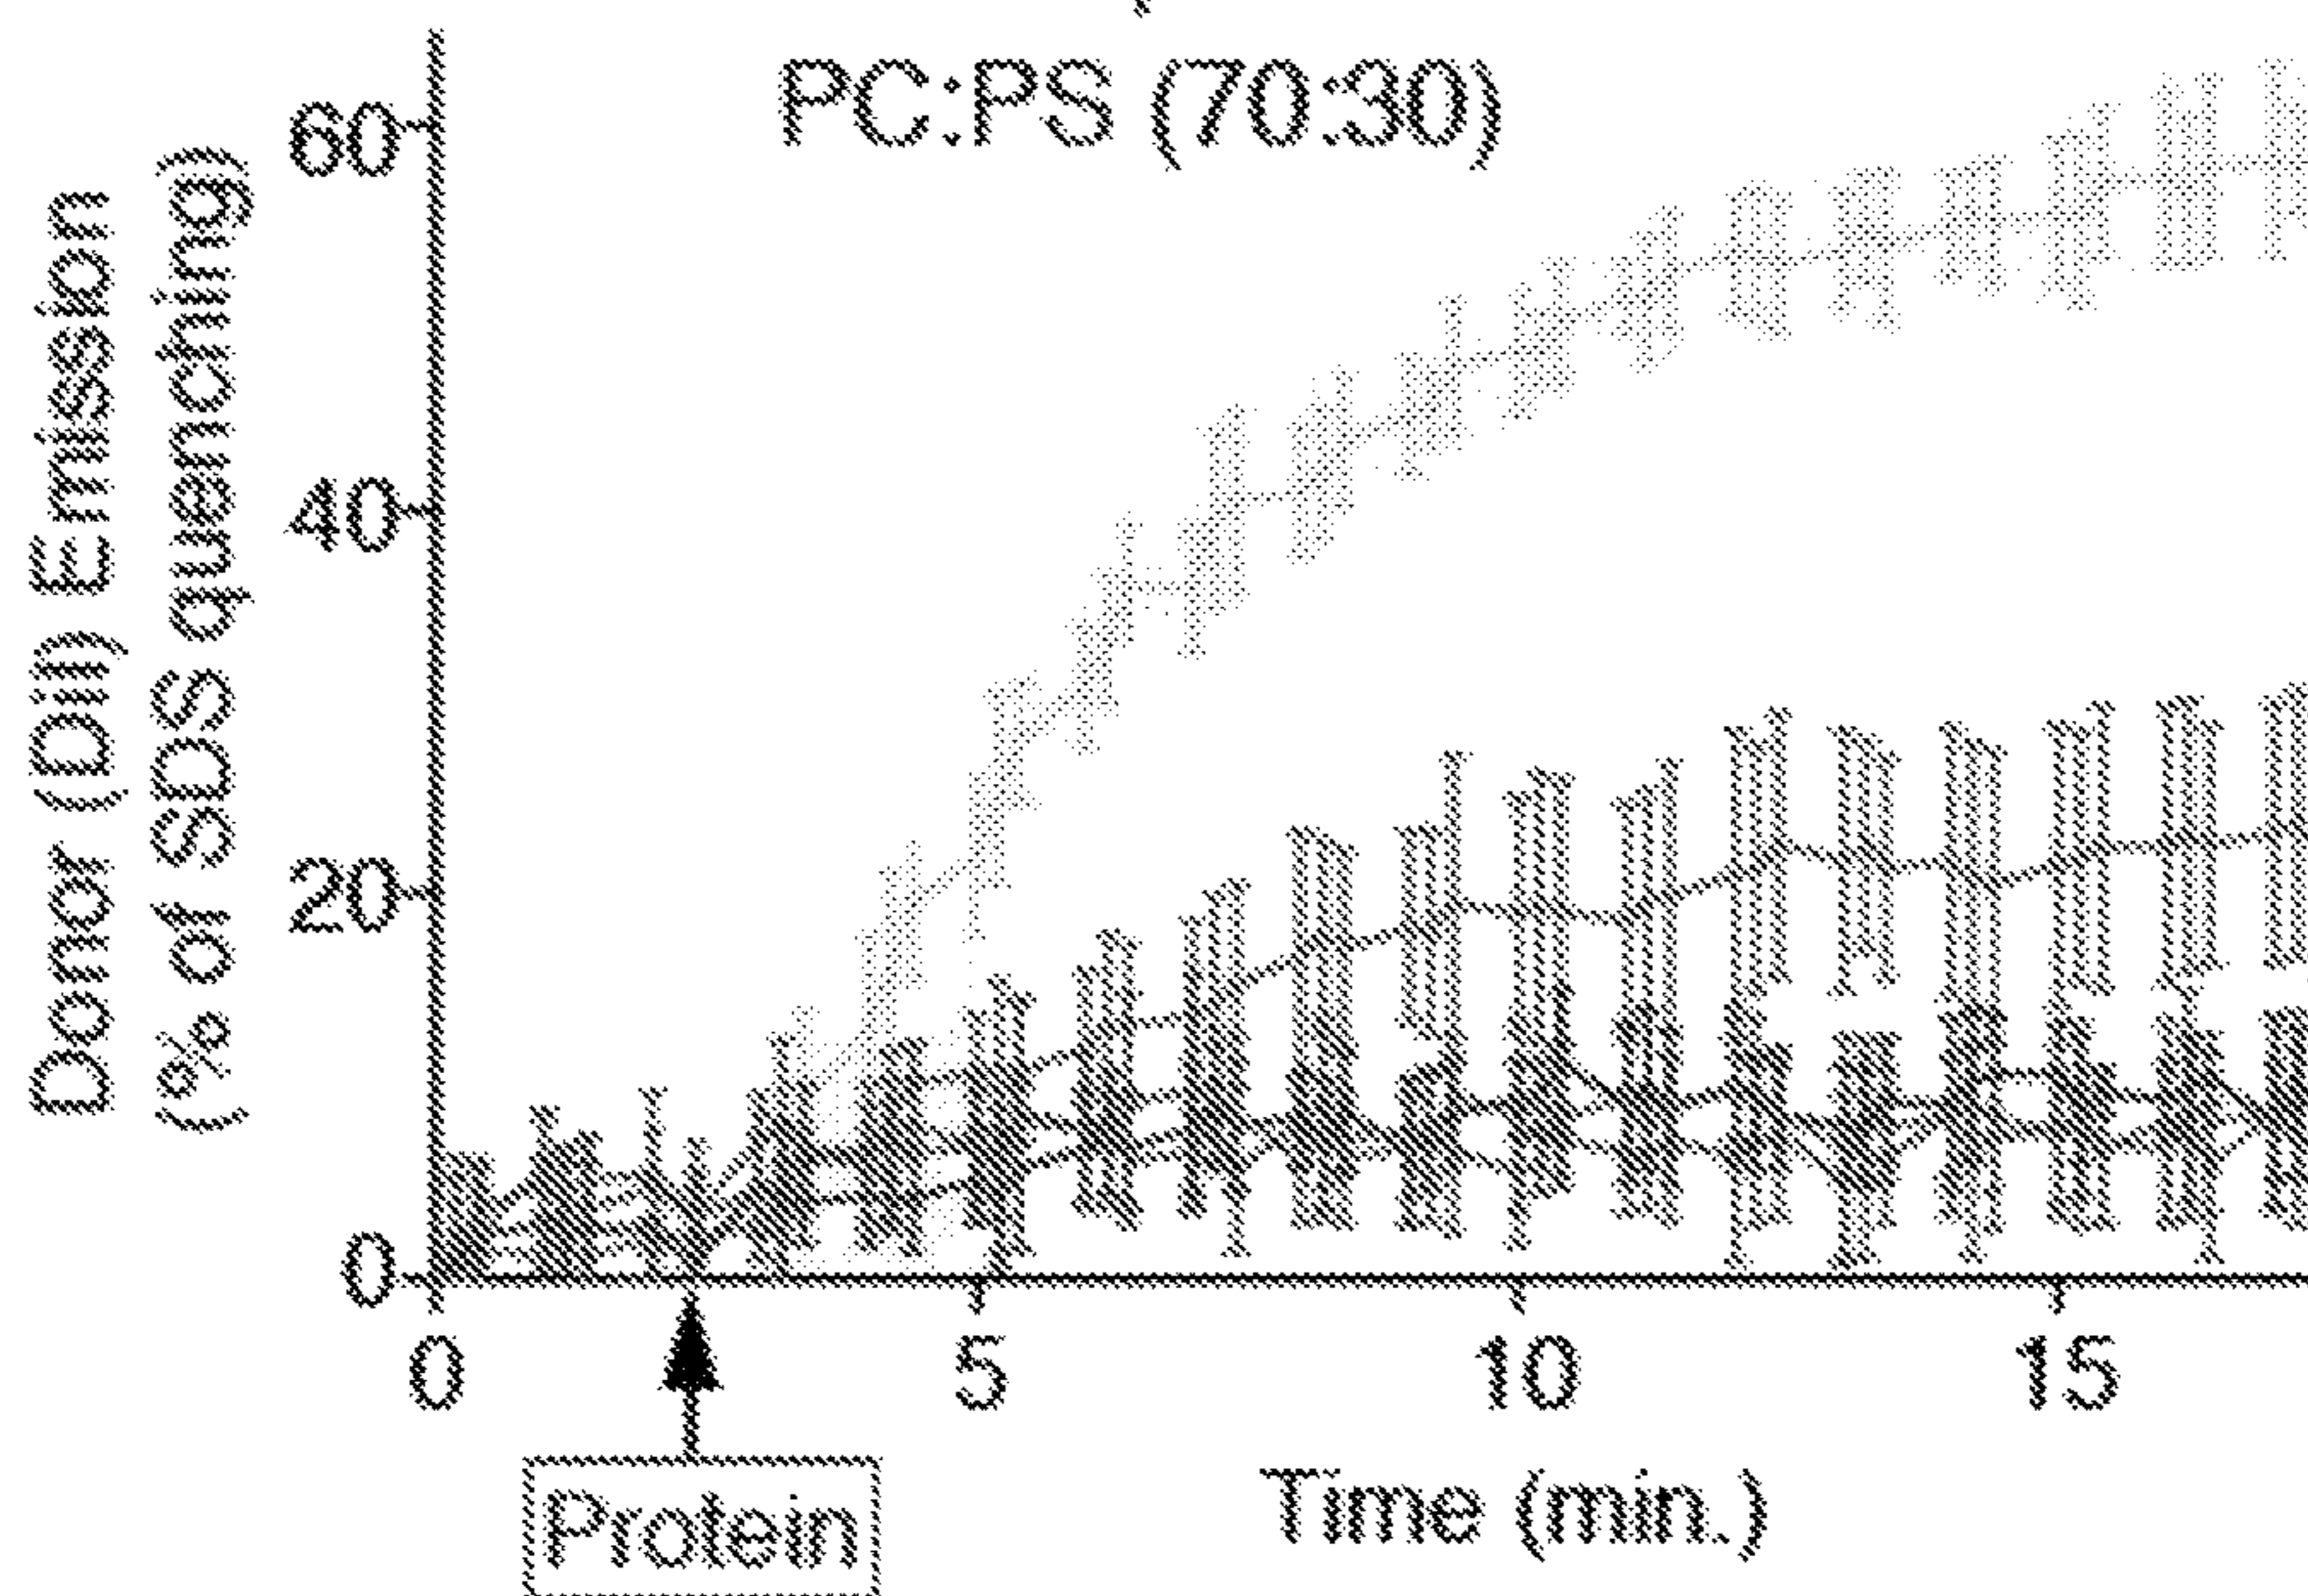 PC:PS (70:30)
Donor (DiI) Emission
(% of SDS quenching)
60
40
20
0
0 5 10 15
Time (min.)
Protein